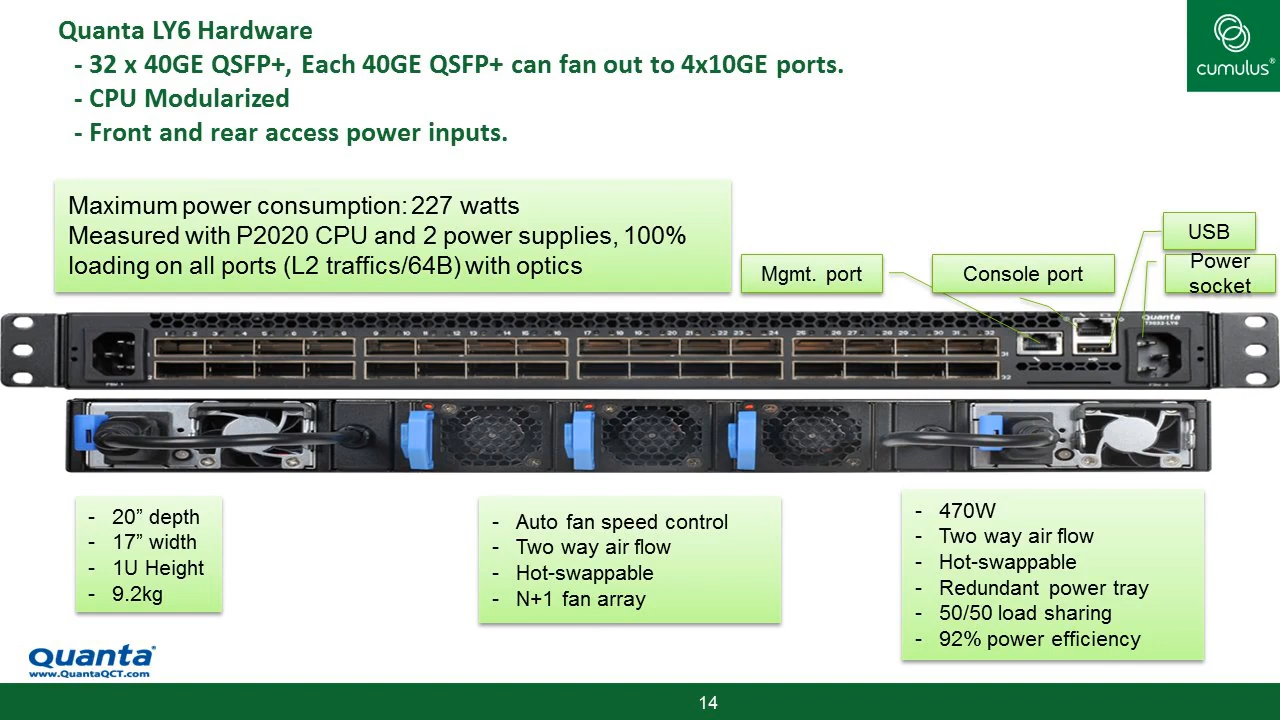 Quanta LY6 Hardware
- 32 x 40GE QSFP+, Each 40GE QSFP+ can fan out to 4x10GE ports.
- CPU Modularized
- Front and rear access power inputs.
cumulus®
Maximum power consumption: 227 watts
Measured with P2020 CPU and 2 power supplies, 100%
loading on all ports (L2 traffics/64B) with optics
Mgmt. port
Console port
USB
Power
socket
Quanta
- 20” depth
- 17” width
- 1U Height
- 9.2kg
- Auto fan speed control
- Two way air flow
- Hot-swappable
- N+1 fan array
- 470W
- Two way air flow
- Hot-swappable
- Redundant power tray
- 50/50 load sharing
- 92% power efficiency
Quanta
www.QuantaQCT.com
14